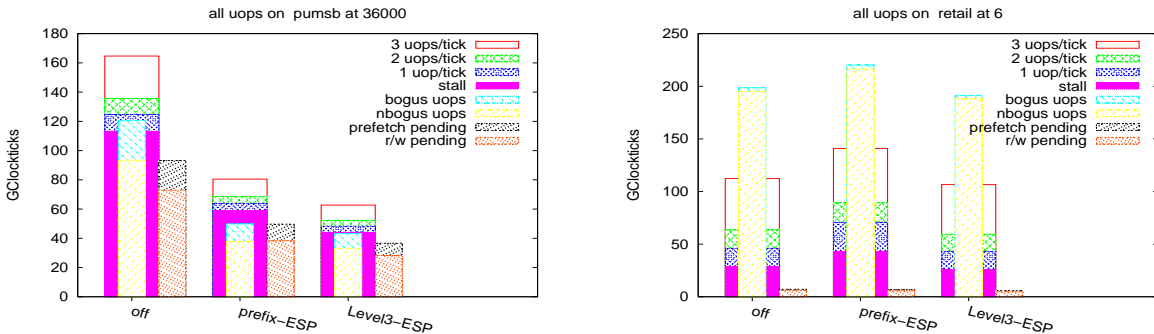 all uops on pumsb at 36000
GClockticks
180
160
140
120
100
80
60
40
20
0
3 uops/tick
2 uops/tick
1 uop/tick
stall
bogus uops
nbogus uops
prefetch pending
r/w pending
off
prefix-ESP
Level3-ESP
all uops on retail at 6
GClockticks
250
200
150
100
50
0
3 uops/tick
2 uops/tick
1 uop/tick
stall
bogus uops
nbogus uops
prefetch pending
r/w pending
off
prefix-ESP
Level3-ESP